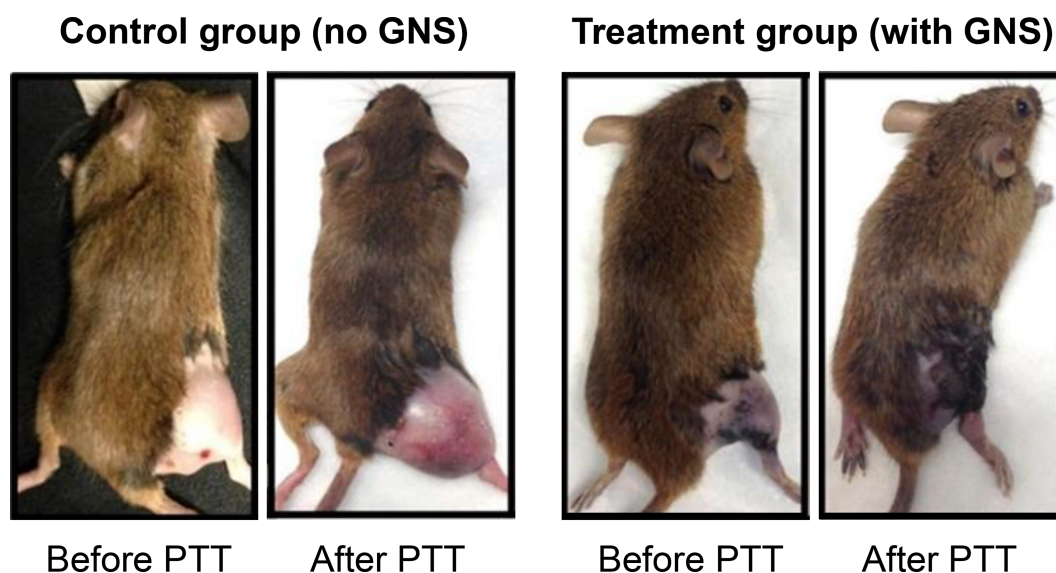 Control group (no GNS)
Treatment group (with GNS)
Before PTT
After PTT
Before PTT
After PTT